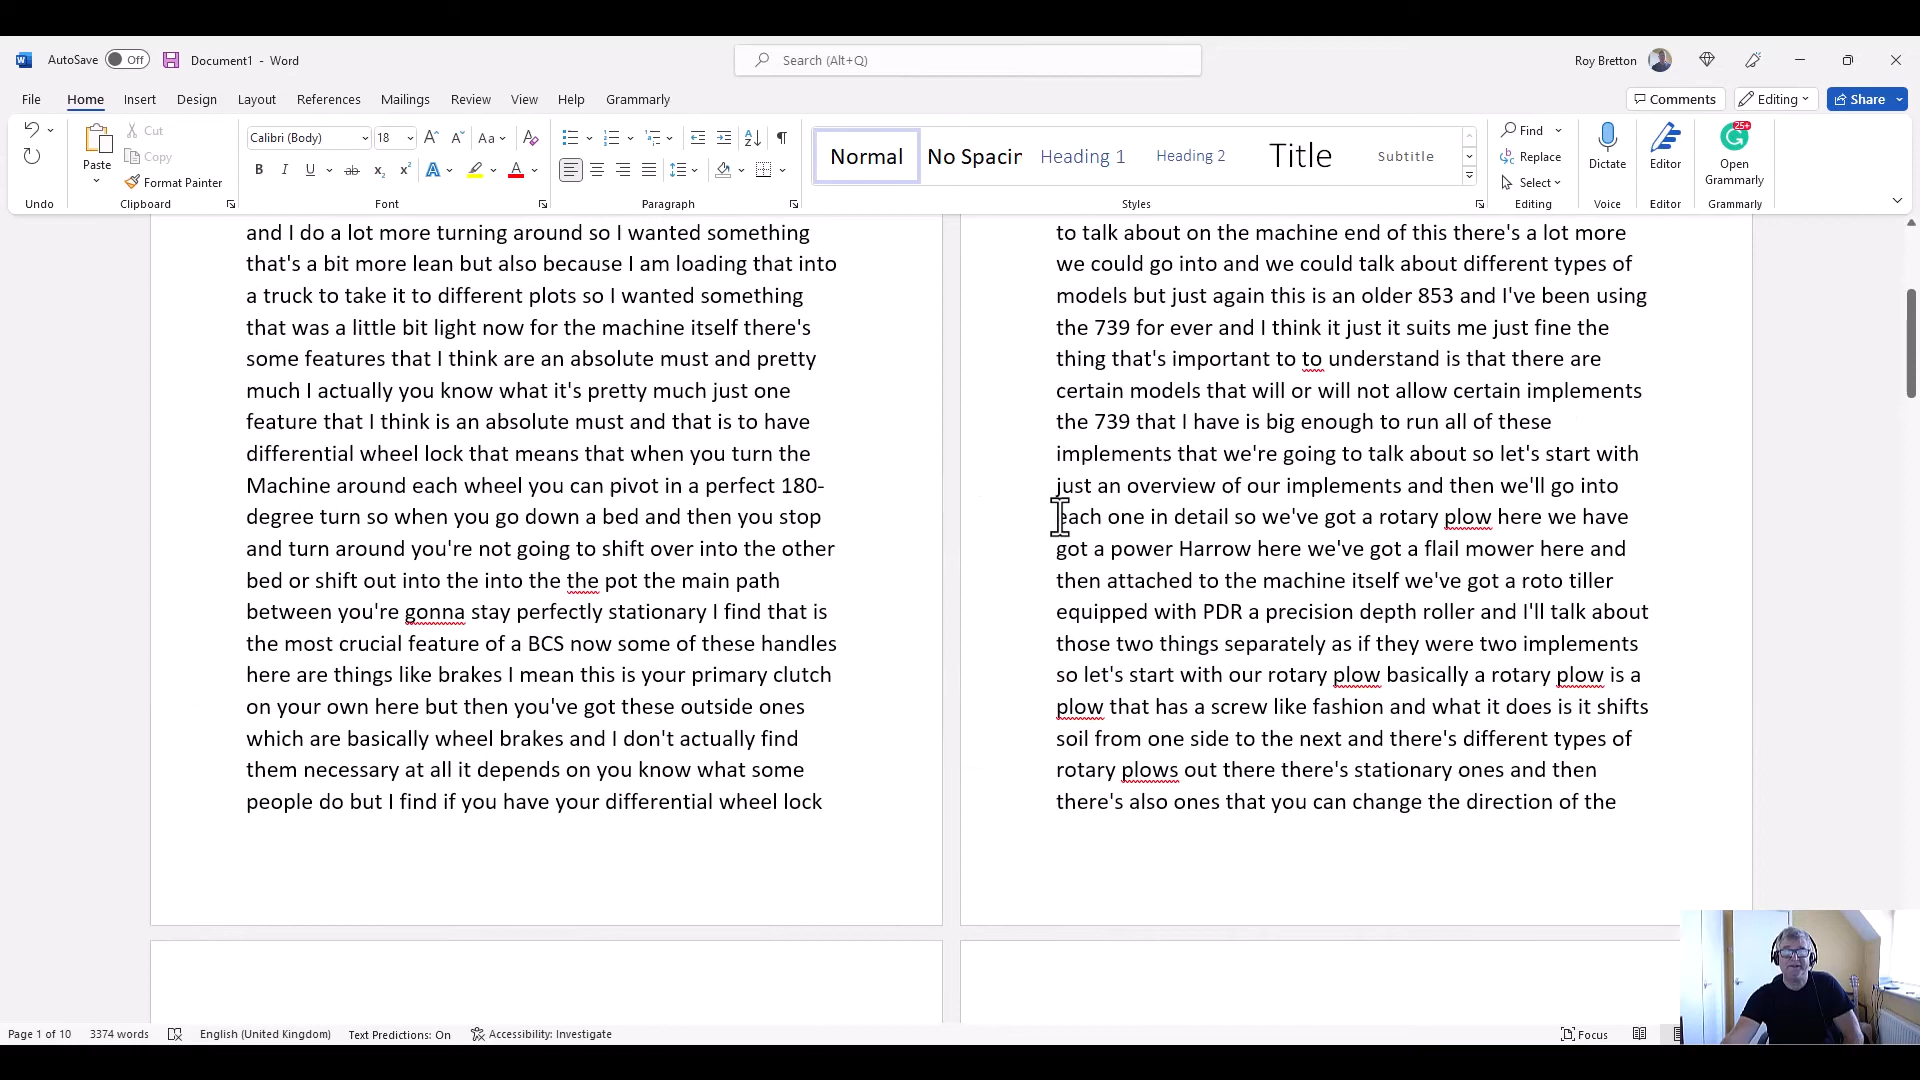 AutoSave Off Document1 - Word Search (Alt+Q) Roy Bretton
File Home Insert Design Layout References Mailings Review View Help Grammarly Comments Editing Share
Paste Cut Copy Format Painter
Calibri (Body) 18
Normal No Spacin Heading 1 Heading 2 Title Subtitle
Find Replace Select
Dictate Editor Open Grammarly 25+
Undo Clipboard Font Paragraph Styles Editing Voice Editor Grammarly
and I do a lot more turning around so I wanted something
that's a bit more lean but also because I am loading that into
a truck to take it to different plots so I wanted something
that was a little bit light now for the machine itself there's
some features that I think are an absolute must and pretty
much I actually you know what it's pretty much just one
feature that I think is an absolute must and that is to have
differential wheel lock that means that when you turn the
Machine around each wheel you can pivot in a perfect 180-
degree turn so when you go down a bed and then you stop
and turn around you're not going to shift over into the other
bed or shift out into the into the the pot the main path
between you're gonna stay perfectly stationary I find that is
the most crucial feature of a BCS now some of these handles
here are things like brakes I mean this is your primary clutch
on your own here but then you've got these outside ones
which are basically wheel brakes and I don't actually find
them necessary at all it depends on you know what some
people do but I find if you have your differential wheel lock
to talk about on the machine end of this there's a lot more
we could go into and we could talk about different types of
models but just again this is an older 853 and I've been using
the 739 for ever and I think it just it suits me just fine the
thing that's important to to understand is that there are
certain models that will or will not allow certain implements
the 739 that I have is big enough to run all of these
implements that we're going to talk about so let's start with
just an overview of our implements and then we'll go into
each one in detail so we've got a rotary plow here we have
got a power Harrow here we've got a flail mower here and
then attached to the machine itself we've got a roto tiller
equipped with PDR a precision depth roller and I'll talk about
those two things separately as if they were two implements
so let's start with our rotary plow basically a rotary plow is a
plow that has a screw like fashion and what it does is it shifts
soil from one side to the next and there's different types of
rotary plows out there there's stationary ones and then
there's also ones that you can change the direction of the
Page 1 of 10 3374 words English (United Kingdom) Text Predictions: On Accessibility: Investigate Focus